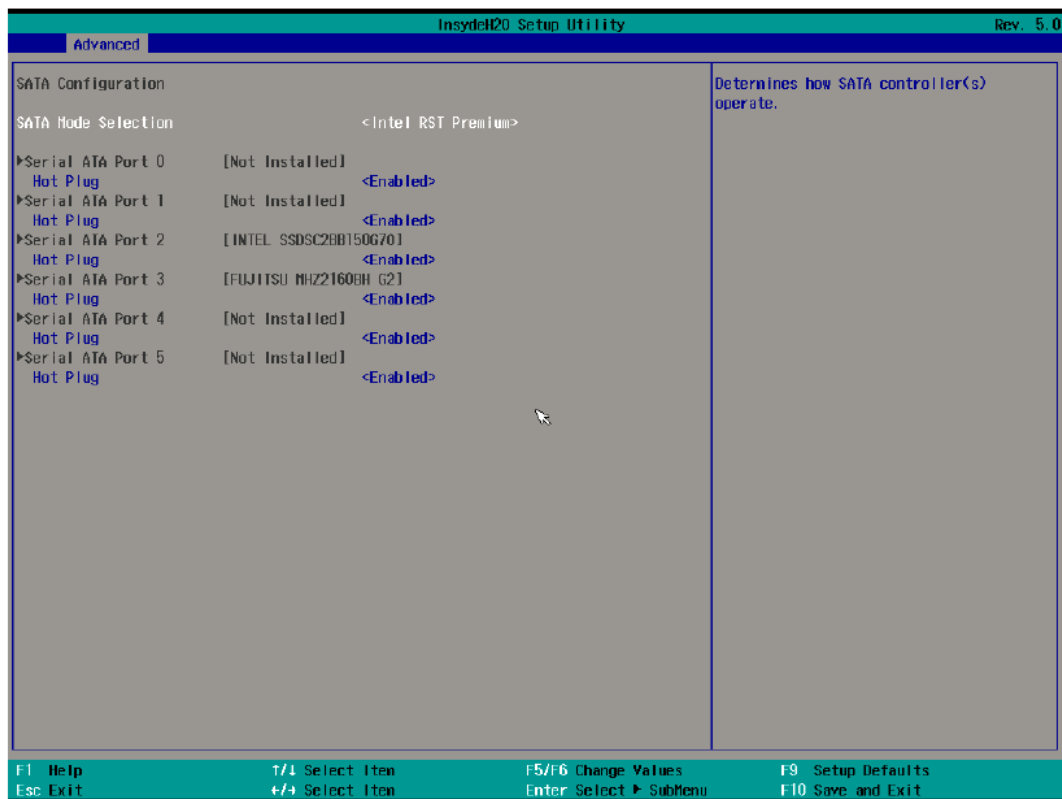 InsydeH20 Setup Utility Rev. 5.0
Advanced
SATA Configuration
Determines how SATA controller(s)
operate.
SATA Mode Selection <Intel RST Premium>
▶Serial ATA Port 0 [Not Installed]
Hot Plug <Enabled>
▶Serial ATA Port 1 [Not Installed]
Hot Plug <Enabled>
▶Serial ATA Port 2 [INTEL SSDSC2BB150G70]
Hot Plug <Enabled>
▶Serial ATA Port 3 [FUJITSU MHZ2160BH G2]
Hot Plug <Enabled>
▶Serial ATA Port 4 [Not Installed]
Hot Plug <Enabled>
▶Serial ATA Port 5 [Not Installed]
Hot Plug <Enabled>
F1 Help ↑/↓ Select Item F5/F6 Change Values F9 Setup Defaults
Esc Exit ←/→ Select Item Enter Select ▶ SubMenu F10 Save and Exit